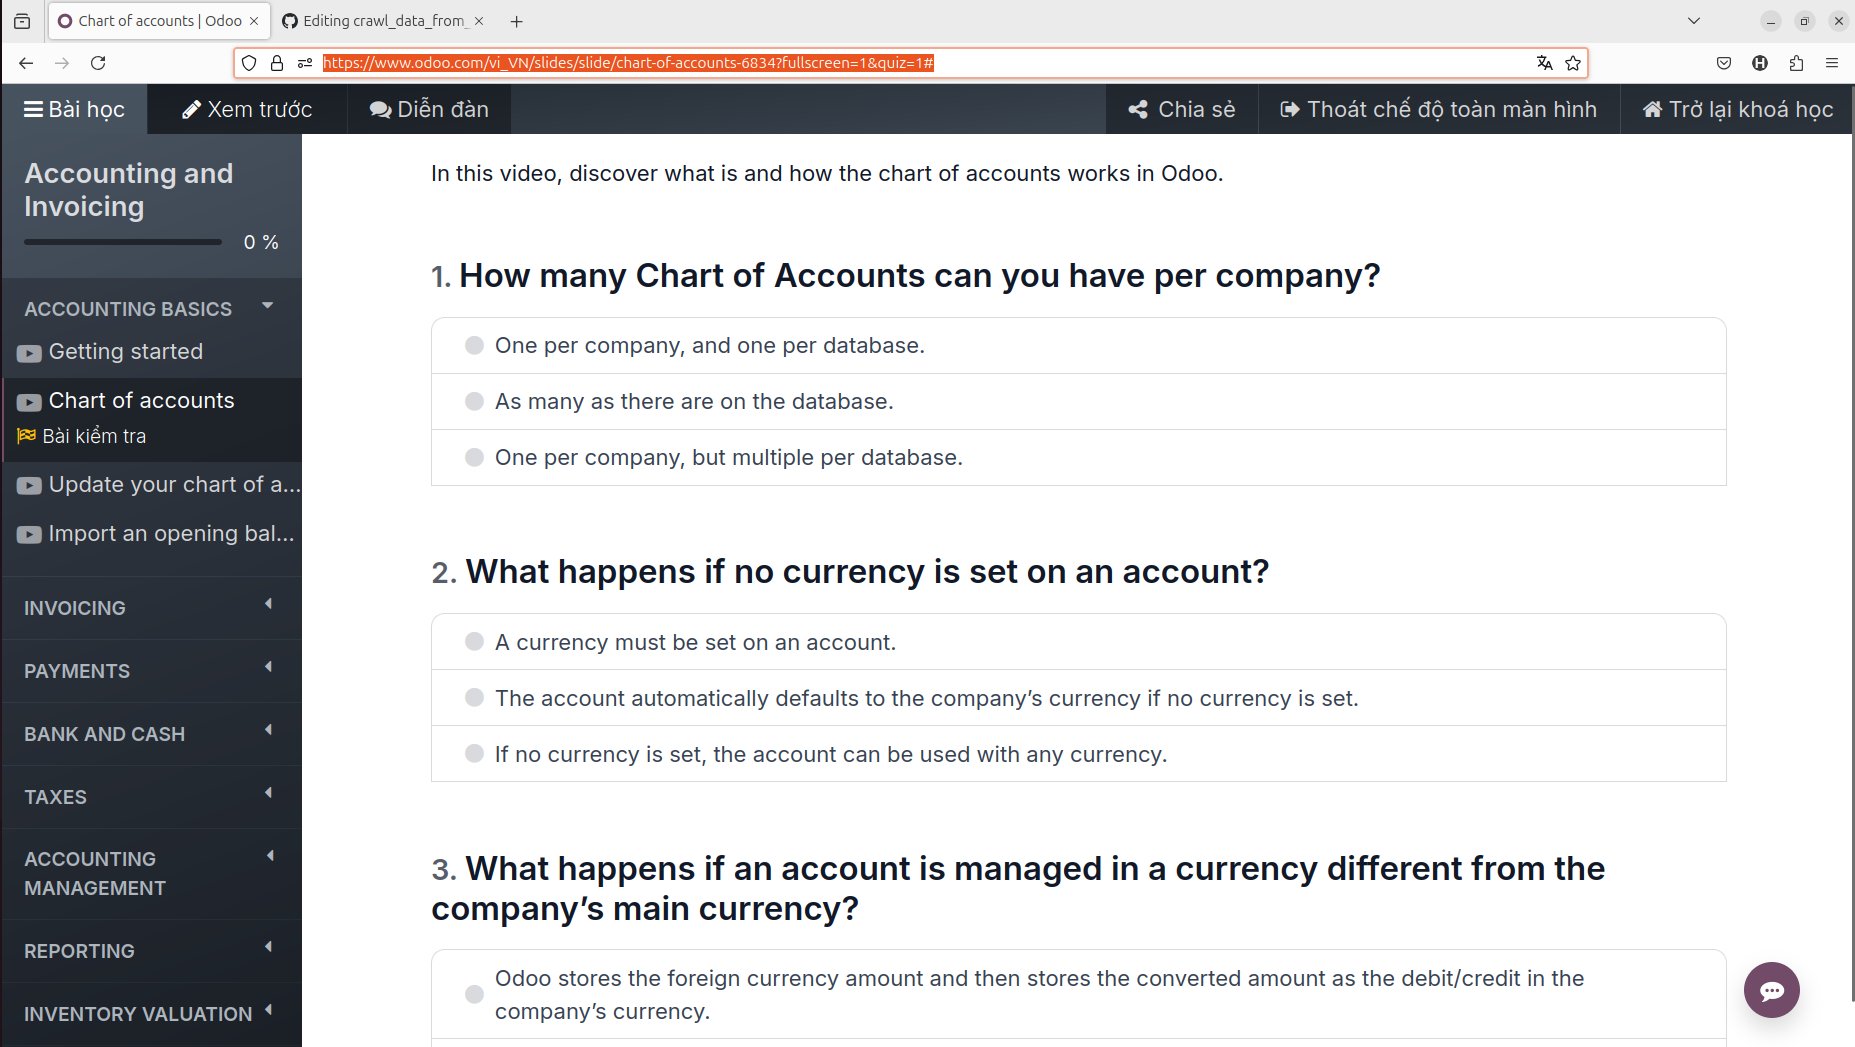 Chart of accounts | Odoo
Editing crawl_data_from_
https://www.odoo.com/vi_VN/slides/slide/chart-of-accounts-6834?fullscreen=1&quiz=1#
Bài học
Xem trước
Diễn đàn
Chia sẻ
Thoát chế độ toàn màn hình
Trở lại khoá học
Accounting and
Invoicing
0 %
ACCOUNTING BASICS
Getting started
Chart of accounts
Bài kiểm tra
Update your chart of a...
Import an opening bal...
INVOICING
PAYMENTS
BANK AND CASH
TAXES
ACCOUNTING
MANAGEMENT
REPORTING
INVENTORY VALUATION
In this video, discover what is and how the chart of accounts works in Odoo.
1. How many Chart of Accounts can you have per company?
One per company, and one per database.
As many as there are on the database.
One per company, but multiple per database.
2. What happens if no currency is set on an account?
A currency must be set on an account.
The account automatically defaults to the company’s currency if no currency is set.
If no currency is set, the account can be used with any currency.
3. What happens if an account is managed in a currency different from the
company’s main currency?
Odoo stores the foreign currency amount and then stores the converted amount as the debit/credit in the
company’s currency.